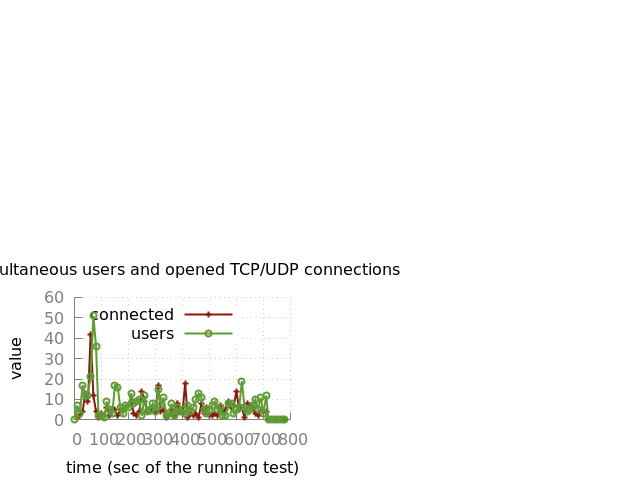 users and opened TCP/UDP connections
60
50
40
30
20
10
0
connected
users
value
0 100 200 300 400 500 600 700 800
time (sec of the running test)